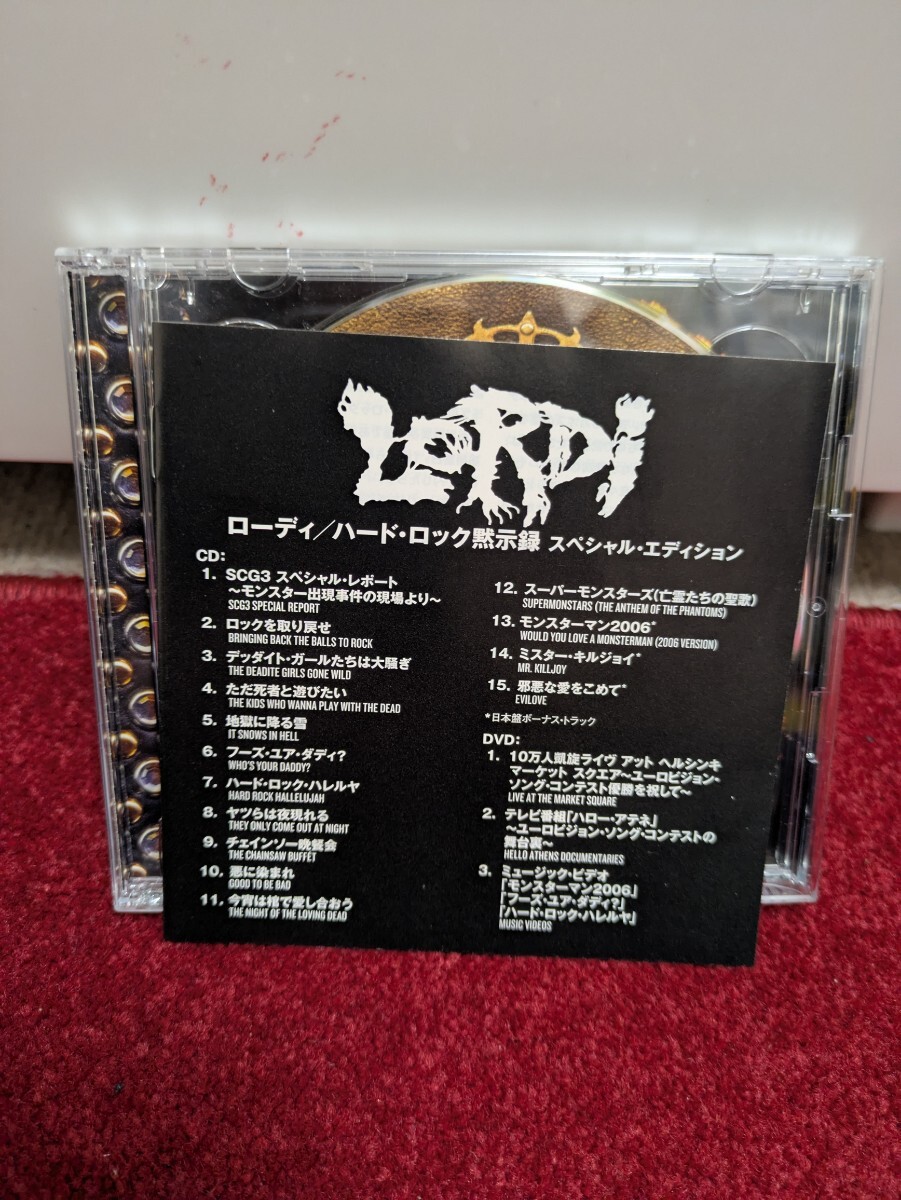 LORDI
ローディ/ハード・ロック黙示録 スペシャル・エディション
CD:
1. SCG3 スペシャル・レポート
~モンスター出現事件の現場より~
SCG3 SPECIAL REPORT
2. ロックを取り戻せ
BRINGING BACK THE BALLS TO ROCK
3. デッダイト・ガールたちは大騒ぎ
THE DEADITE GIRLS GONE WILD
4. ただ死者と遊びたい
THE KIDS WHO WANNA PLAY WITH THE DEAD
5. 地獄に降る雪
IT SNOWS IN HELL
6. フーズ・ユア・ダディ?
WHO'S YOUR DADDY?
7. ハード・ロック・ハレルヤ
HARD ROCK HALLELUJAH
8. ヤツらは夜現れる
THEY ONLY COME OUT AT NIGHT
9. チェインソー晩餐会
THE CHAINSAW BUFFET
10. 悪に染まれ
GOOD TO BE BAD
11. 今宵は棺で愛し合おう
THE NIGHT OF THE LOVING DEAD
12. スーパーモンスターズ(亡霊たちの聖歌)
SUPERMONSTARS (THE ANTHEM OF THE PHANTOMS)
13. モンスターマン2006*
WOULD YOU LOVE A MONSTERMAN (2006 VERSION)
14. ミスター・キルジョイ*
MR. KILLJOY
15. 邪悪な愛をこめて*
EVILOVE
*日本盤ボーナス・トラック
DVD:
1. 10万人凱旋ライヴ アット ヘルシンキ
マーケット スクエア~ユーロビジョン・
ソング・コンテスト優勝を祝して~
LIVE AT THE MARKET SQUARE
2. テレビ番組「ハロー・アテネ」
~ユーロビジョン・ソング・コンテストの
舞台裏~
HELLO ATHENS DOCUMENTARIES
3. ミュージック・ビデオ
「モンスターマン2006」
「フーズ・ユア・ダディ?」
「ハード・ロック・ハレルヤ」
MUSIC VIDEOS